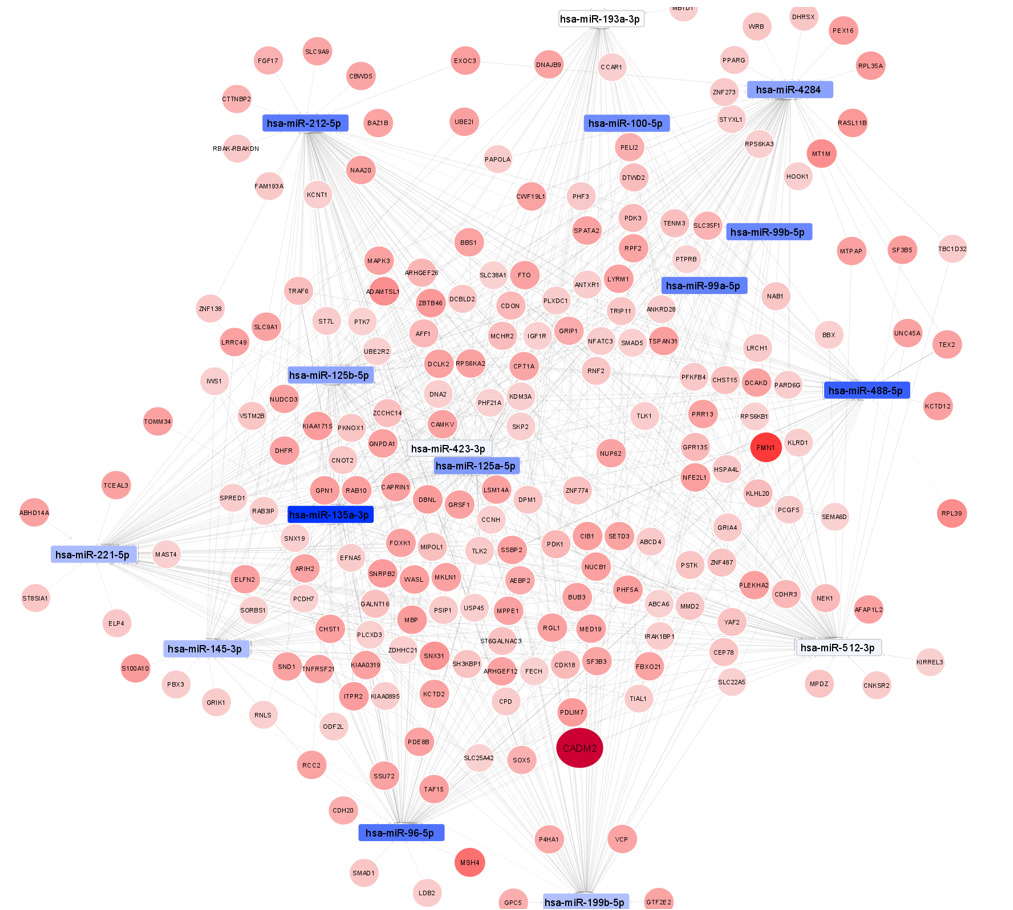 MBTD1
hsa-miR-193a-3p
DHRSX
WRB
PEX16
SLC9A9
FGF17
EXOC3
DNAJB9
CCAR1
PPARG
RPL35A
CBWD5
hsa-miR-4284
ZNF273
CTTNBP2
hsa-miR-212-5p
BAZ1B
UBE2I
hsa-miR-100-5p
STYXL1
RASL11B
RBAK-RBAKDN
PAPOLA
PELI2
RPS6KA3
MT1M
NAA20
FAM193A
KCNT1
CWF19L1
PHF3
DTWD2
HOOK1
SPATA2
PDK3
TENM3
SLC35F1
hsa-miR-99b-5p
BBS1
RPF2
PTPRB
MTPAP
SF3B5
TBC1D32
MAPK3
ARHGEF26
SLC38A1
FTO
ANTXR1
LYRM1
hsa-miR-99a-5p
TRAF6
ADAMTSL1
ZBTB46
DCBLD2
CDON
PLXDC1
TRIP11
ANKRD28
NAB1
ZNF138
SLC9A1
ST7L
PTK7
AFF1
MCHR2
IGF1R
GRIP1
NFATC3
SMAD5
TSPAN31
BBX
UNC45A
LRRC49
UBE2R2
LRCH1
TEX2
IWS1
hsa-miR-125b-5p
DCLK2
RPS6KA2
CPT1A
RNF2
PFKFB4
CHST15
DCAKD
PARD6G
hsa-miR-488-5p
NUDCD3
DNA2
PHF21A
KDM3A
KCTD12
TOMM34
VSTM2B
KIAA1715
PKNOX1
ZCCHC14
CAMKV
SKP2
TLK1
PRR13
RPS6KB1
DHFR
GNPDA1
hsa-miR-423-3p
NUP62
GPR135
FMN1
KLRD1
CNOT2
hsa-miR-125a-5p
HSPA4L
NFE2L1
TCEAL3
SPRED1
GPN1
RAB10
CAPRIN1
DBNL
GRSF1
LSM14A
DPM1
ZNF774
KLHL20
ABHD14A
RAB3IP
hsa-miR-135a-3p
CCNH
PCGF5
SEMA6D
RPL39
GRIA4
hsa-miR-221-5p
MAST4
SNX19
EFNA5
FOXK1
MIPOL1
TLK2
SSBP2
PDK1
CIB1
SETD3
ABCD4
PSTK
ZNF487
ELFN2
ARIH2
SNRPB2
WASL
MKLN1
AEBP2
NUCB1
PHF5A
PLEKHA2
CDHR3
NEK1
ST8SIA1
SORBS1
PCDH7
GALNT16
MBP
PSIP1
USP45
MPPE1
BUB3
ABCA6
MMD2
AFAP1L2
ELP4
CHST1
PLCXD3
RGL1
MED19
IRAK1BP1
YAF2
hsa-miR-145-3p
ZDHHC21
ST6GALNAC3
hsa-miR-512-3p
S100A10
SND1
TNFRSF21
KIAA0319
SNX31
SH3KBP1
ARHGEF12
FECH
CDK18
SF3B3
FBXO21
CEP78
KIRREL3
PBX3
GRIK1
ITPR2
KIAA0895
KCTD2
CPD
TIAL1
SLC22A5
MPDZ
CNKSR2
RNLS
ODF2L
PDLIM7
PDE8B
CADM2
RCC2
SSU72
SLC25A42
SOX5
TAF15
CDH20
hsa-miR-96-5p
P4HA1
VCP
SMAD1
MSH4
LDB2
GPC5
hsa-miR-199b-5p
GTF2E2